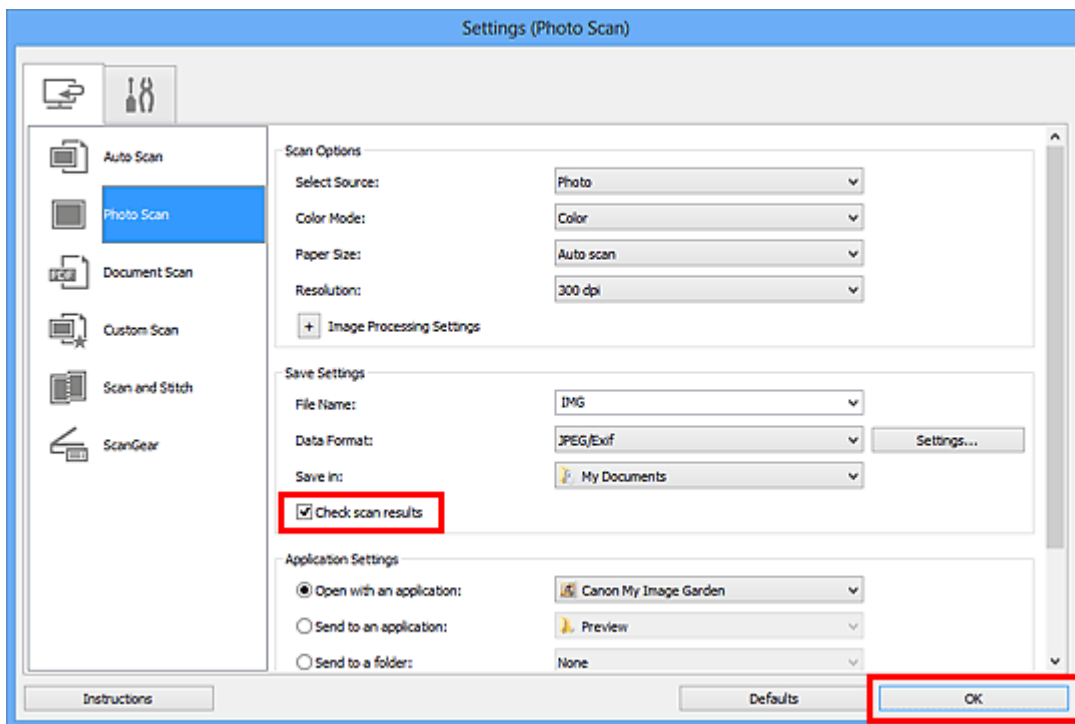 Settings (Photo Scan)
Auto Scan
Photo Scan
Document Scan
Custom Scan
Scan and Stitch
ScanGear
Scan Options
Select Source: Photo
Color Mode: Color
Paper Size: Auto scan
Resolution: 300 dpi
+ Image Processing Settings
Save Settings
File Name: IMG
Data Format: JPEG/Exif Settings...
Save in: My Documents
Check scan results
Application Settings
Open with an application: Canon My Image Garden
Send to an application: Preview
Send to a folder: None
Instructions Defaults OK